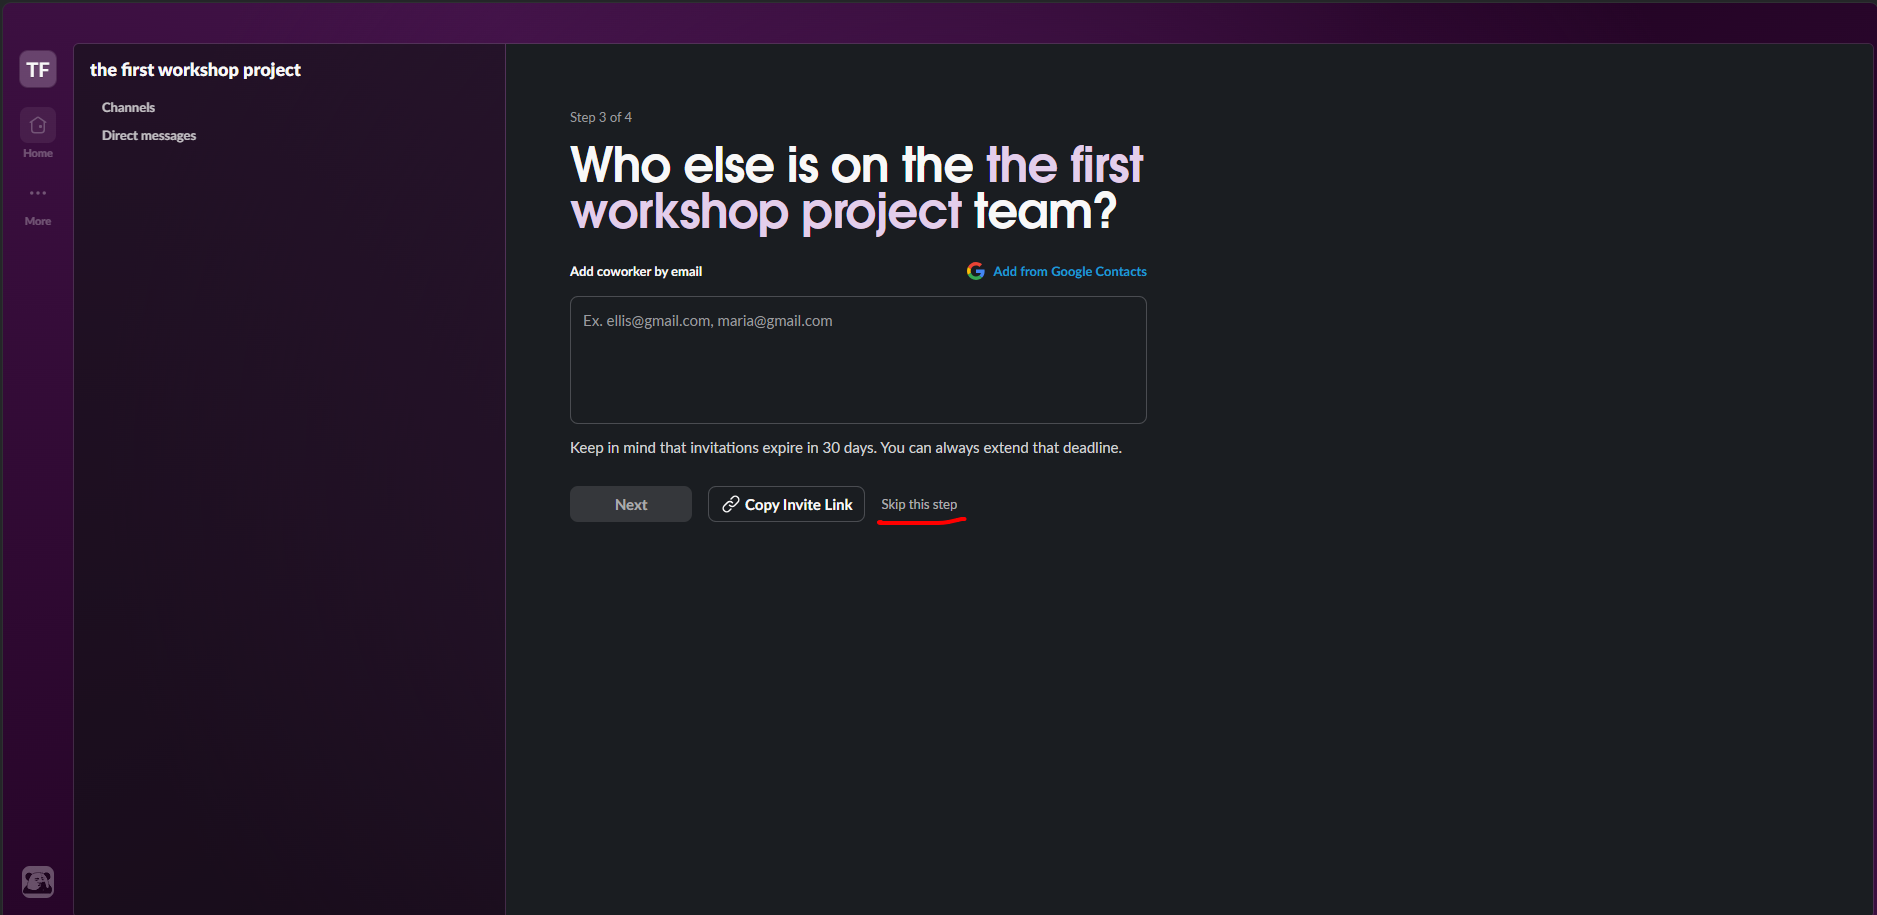 TF
Home
More
the first workshop project
Channels
Direct messages
Step 3 of 4
Who else is on the the first
workshop project team?
Add coworker by email
Add from Google Contacts
Ex. ellis@gmail.com, maria@gmail.com
Keep in mind that invitations expire in 30 days. You can always extend that deadline.
Next
Copy Invite Link
Skip this step